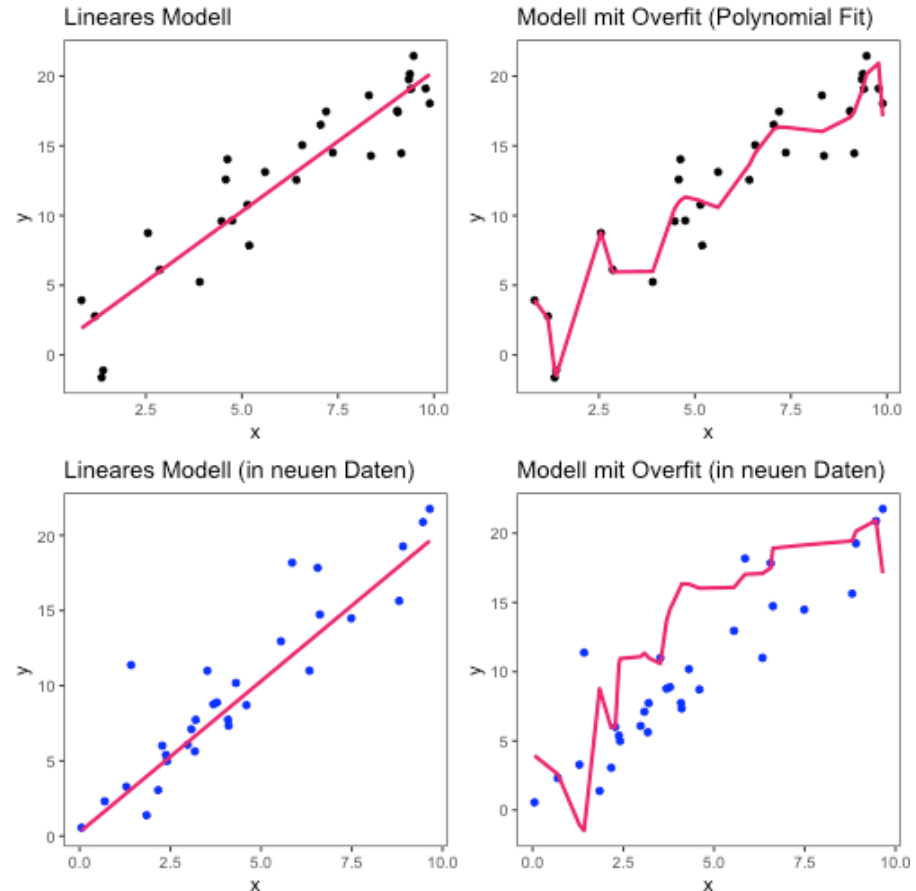 Lineares Modell
20
15
10
5
0
y
2.5 5.0 7.5 10.0
x
Modell mit Overfit (Polynomial Fit)
20
15
10
5
0
y
2.5 5.0 7.5 10.0
x
Lineares Modell (in neuen Daten)
20
15
10
5
0
y
0.0 2.5 5.0 7.5 10.0
x
Modell mit Overfit (in neuen Daten)
20
15
10
5
0
y
0.0 2.5 5.0 7.5 10.0
x